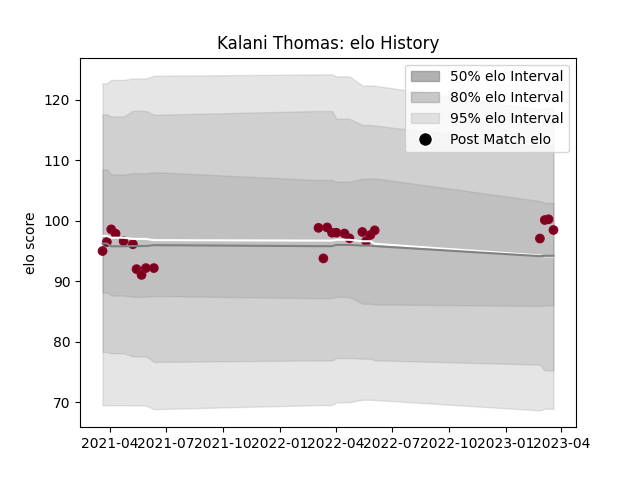 Kalani Thomas: elo History
50% elo Interval
80% elo Interval
95% elo Interval
Post Match elo
elo score
120
110
100
90
80
70
2021-04 2021-07 2021-10 2022-01 2022-04 2022-07 2022-10 2023-01 2023-04